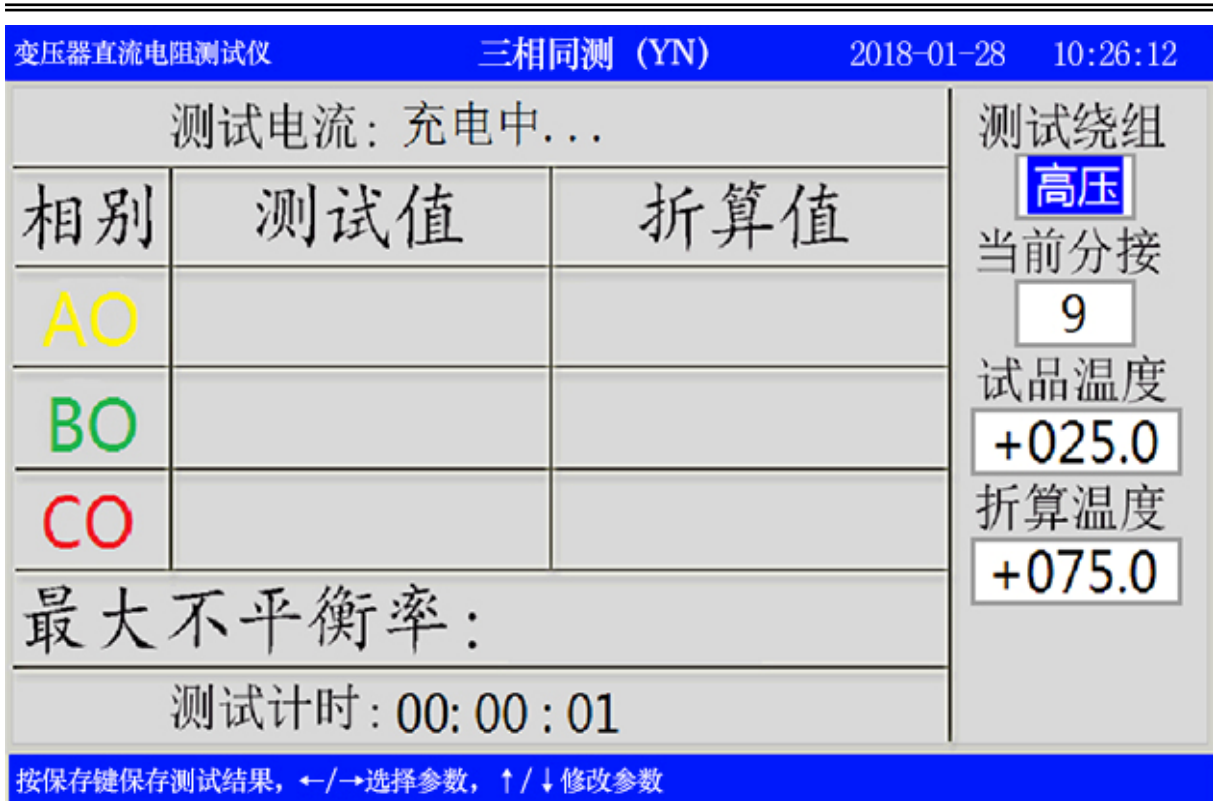 变压器直流电阻测试仪 三相同测 (YN) 2018-01-28 10:26:12
测试电流: 充电中...
相别 测试值 折算值
AO
BO
CO
最大不平衡率:
测试计时: 00:00:01
测试绕组
高压
当前分接
9
试品温度
+025.0
折算温度
+075.0
按保存键保存测试结果, ←/→选择参数, ↑/↓修改参数